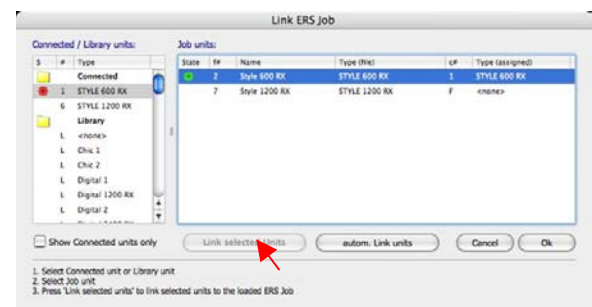 Link ERS Job
Connected / Library units:
Job units:
S # Type
State f# Name Type (file) c# Type (assigned)
Connected
2 Style 600 RX STYLE 600 RX 1 STYLE 600 RX
1 STYLE 600 RX
7 Style 1200 RX STYLE 1200 RX F <none>
6 STYLE 1200 RX
Library
L <none>
L Chic 1
L Chic 2
L Digital 1
L Digital 1200 RX
L Digital 2
Show Connected units only
Link selected Units
autom. Link units
Cancel
Ok
1. Select Connected unit or Library unit
2. Select Job unit
3. Press 'Link selected units' to link selected units to the loaded ERS Job